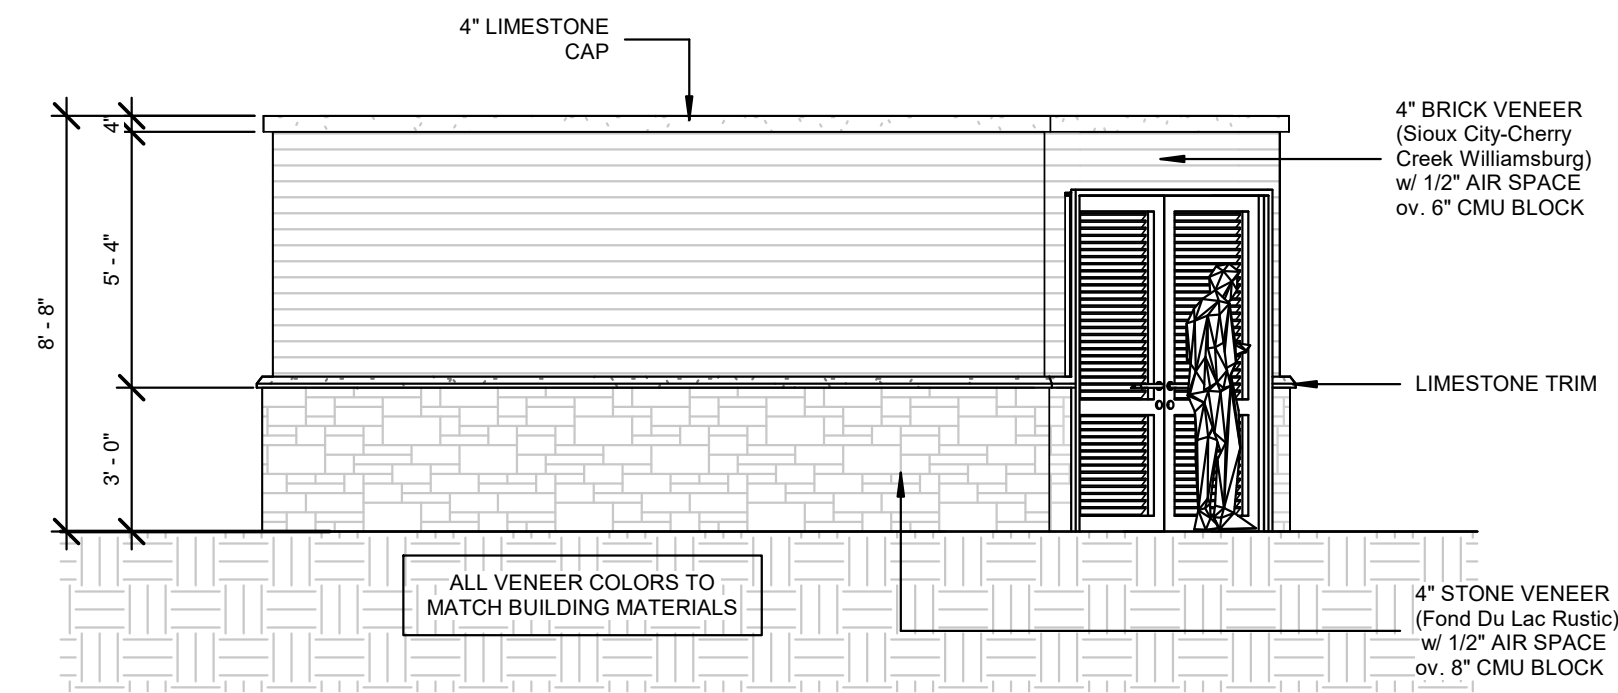 4" LIMESTONE
CAP
4" BRICK VENEER
(Sioux City-Cherry
Creek Williamsburg)
w/ 1/2" AIR SPACE
ov. 6" CMU BLOCK
4"
5' - 4"
8' - 8"
3' - 0"
LIMESTONE TRIM
ALL VENEER COLORS TO
MATCH BUILDING MATERIALS
4" STONE VENEER
(Fond Du Lac Rustic)
w/ 1/2" AIR SPACE
ov. 8" CMU BLOCK